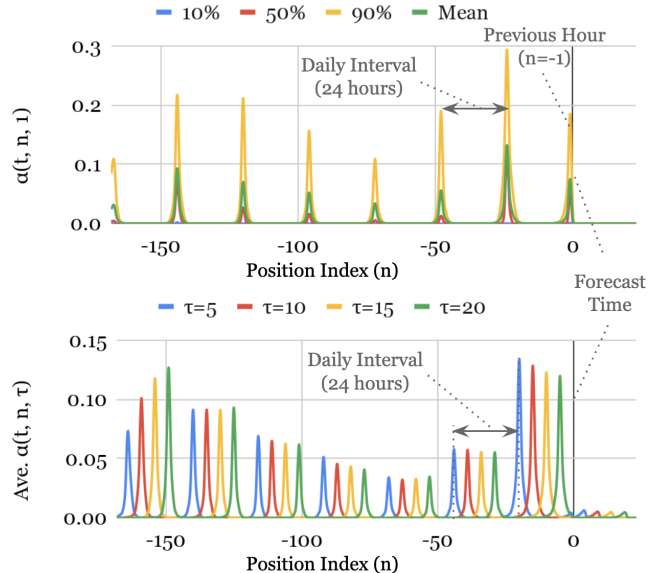 10% 50% 90% Mean
Previous Hour
(n=-1)
Daily Interval
(24 hours)
α(t, n, 1)
0.3
0.2
0.1
0.0
-150 -100 -50 0
Position Index (n)
Forecast
Time
τ=5 τ=10 τ=15 τ=20
Daily Interval
(24 hours)
Ave. α(t, n, τ)
0.15
0.10
0.05
0.00
-150 -100 -50 0
Position Index (n)